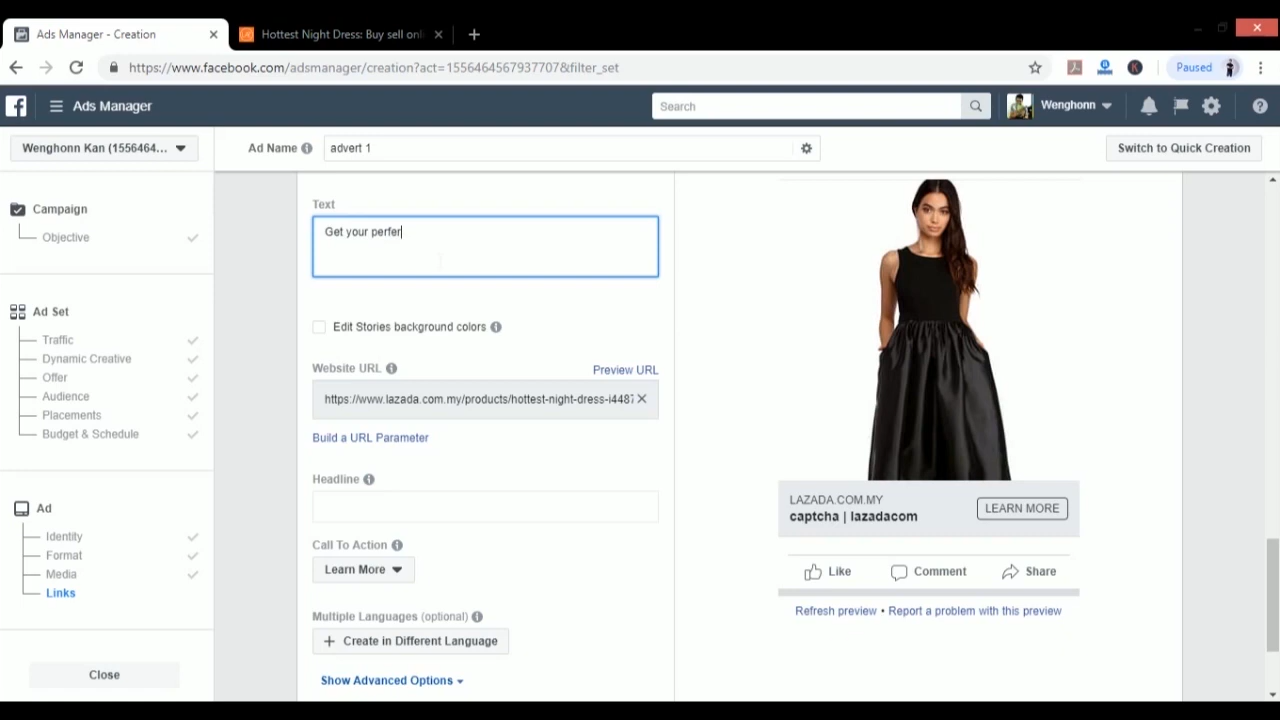 Ads Manager - Creation
Hottest Night Dress: Buy sell onl
https://www.facebook.com/adsmanager/creation?act=1556464567937707&filter_set
Paused
Ads Manager
Search
Wenghonn
Wenghonn Kan (1556464...
Ad Name
advert 1
Switch to Quick Creation
Campaign
Objective
Ad Set
Traffic
Dynamic Creative
Offer
Audience
Placements
Budget & Schedule
Ad
Identity
Format
Media
Links
Close
Text
Get your perfer
Edit Stories background colors
Website URL
Preview URL
https://www.lazada.com.my/products/hottest-night-dress-i4487
Build a URL Parameter
Headline
Call To Action
Learn More
Multiple Languages (optional)
+ Create in Different Language
Show Advanced Options
LAZADA.COM.MY
captcha | lazadacom
LEARN MORE
Like
Comment
Share
Refresh preview • Report a problem with this preview